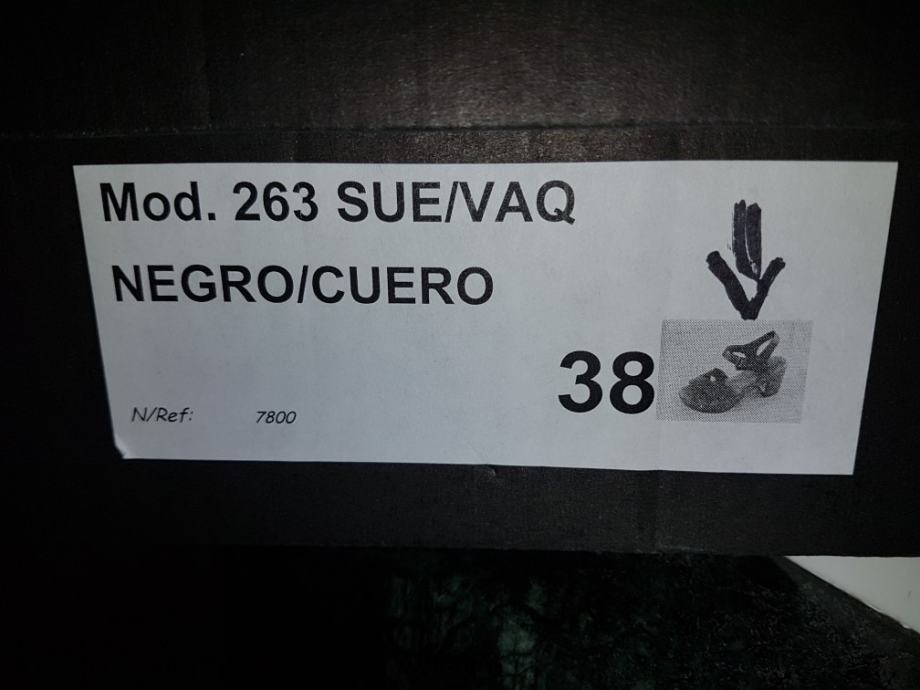 Mod. 263 SUE/VAQ
NEGRO/CUERO
38
N/Ref: 7800